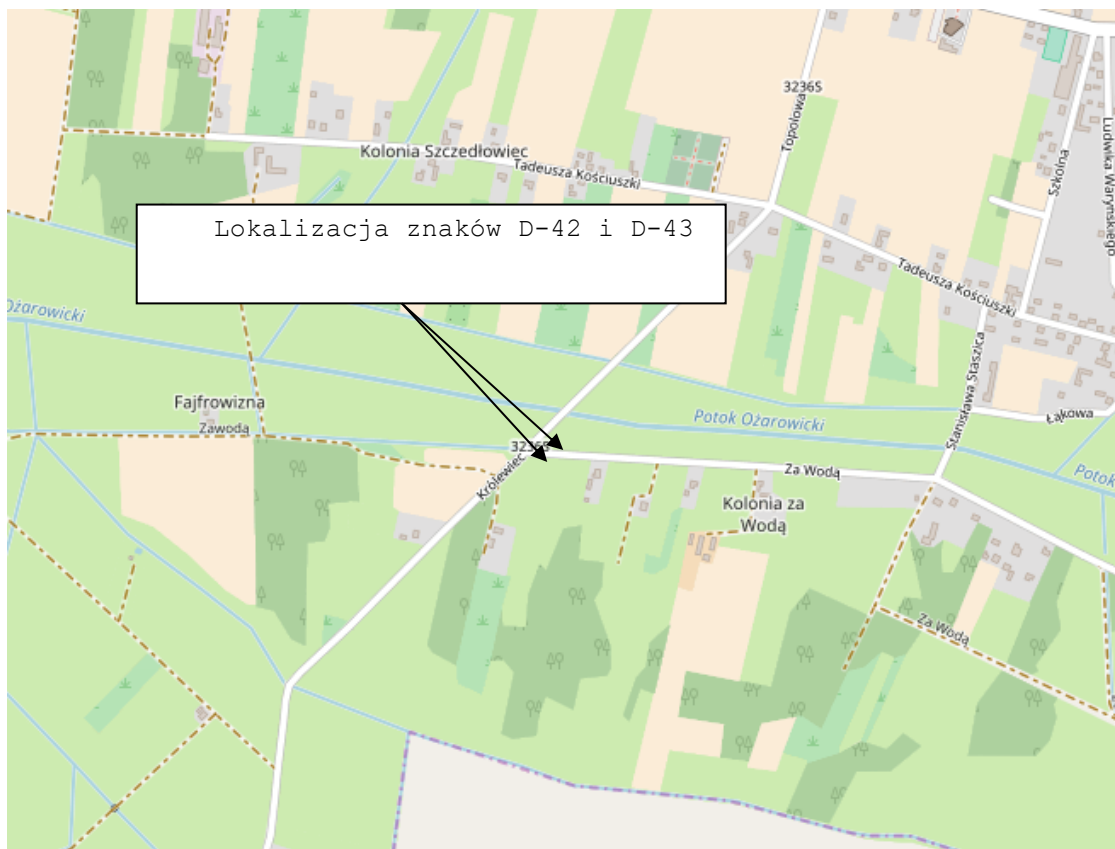 32365
Topolowa
Szkolna
Ludwika Waryńskiego
Kolonia Szczedłowiec
Tadeusza Kościuszki
Lokalizacja znaków D-42 i D-43
Tadeusza Kościuszki
Ożarowicki
Stanisława Staszica
Fajfrowizna
Zawodą
Potok Ożarowicki
Łąkowa
Królewiec
Za Wodą
Potok
Kolonia za
Wodą
Za Wodą